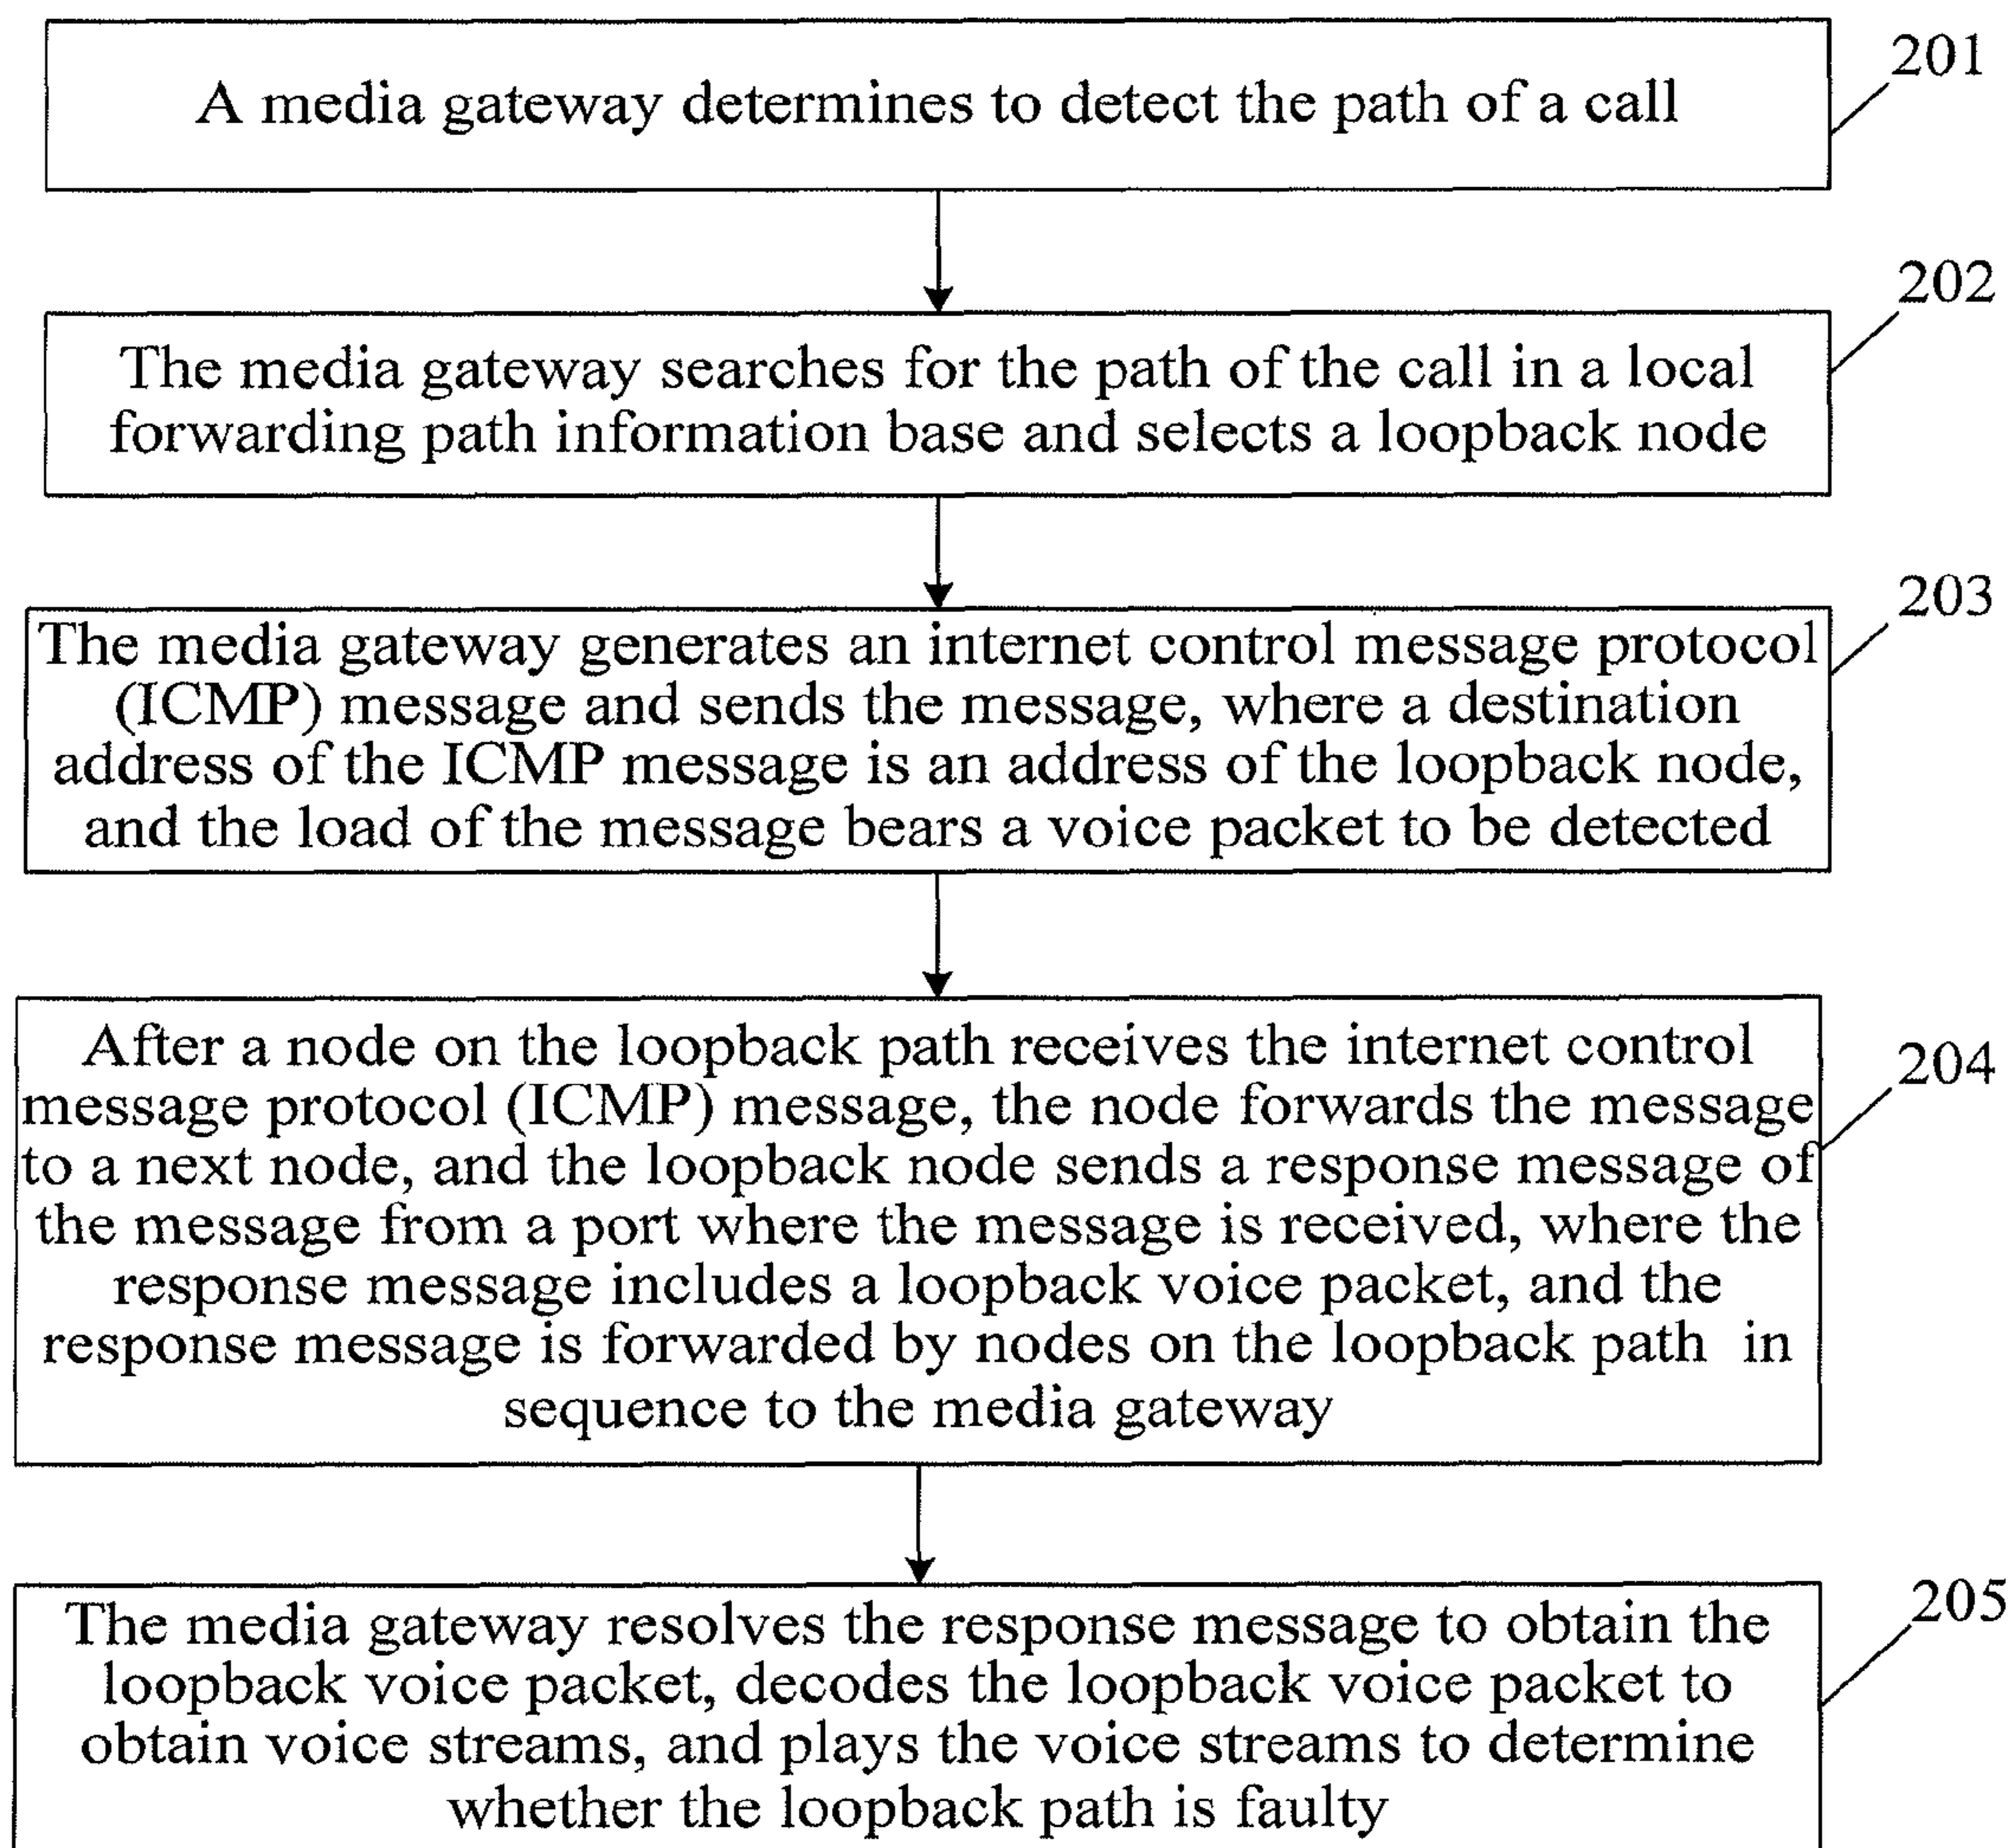 A media gateway determines to detect the path of a call
201
The media gateway searches for the path of the call in a local
forwarding path information base and selects a loopback node
202
The media gateway generates an internet control message protocol
(ICMP) message and sends the message, where a destination
address of the ICMP message is an address of the loopback node,
and the load of the message bears a voice packet to be detected
203
After a node on the loopback path receives the internet control
message protocol (ICMP) message, the node forwards the message
to a next node, and the loopback node sends a response message of
the message from a port where the message is received, where the
response message includes a loopback voice packet, and the
response message is forwarded by nodes on the loopback path in
sequence to the media gateway
204
The media gateway resolves the response message to obtain the
loopback voice packet, decodes the loopback voice packet to
obtain voice streams, and plays the voice streams to determine
whether the loopback path is faulty
205